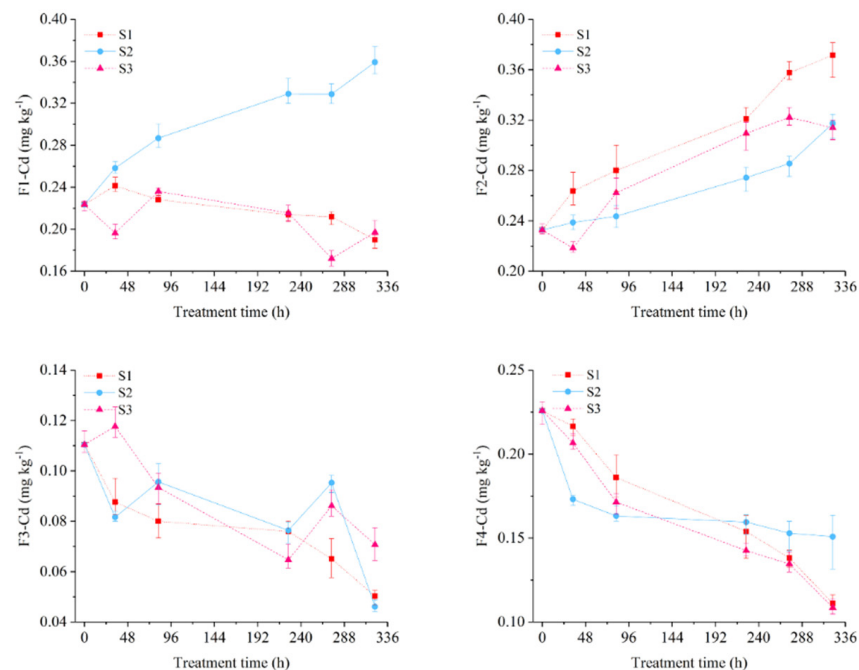 0.40
0.36
0.32
0.28
0.24
0.20
0.16
F1-Cd (mg kg⁻¹)
S1
S2
S3
0 48 96 144 192 240 288 336
Treatment time (h)
0.40
0.36
0.32
0.28
0.24
0.20
F2-Cd (mg kg⁻¹)
S1
S2
S3
0 48 96 144 192 240 288 336
Treatment time (h)
0.14
0.12
0.10
0.08
0.06
0.04
F3-Cd (mg kg⁻¹)
S1
S2
S3
0 48 96 144 192 240 288 336
Treatment time (h)
0.25
0.20
0.15
0.10
F4-Cd (mg kg⁻¹)
S1
S2
S3
0 48 96 144 192 240 288 336
Treatment time (h)